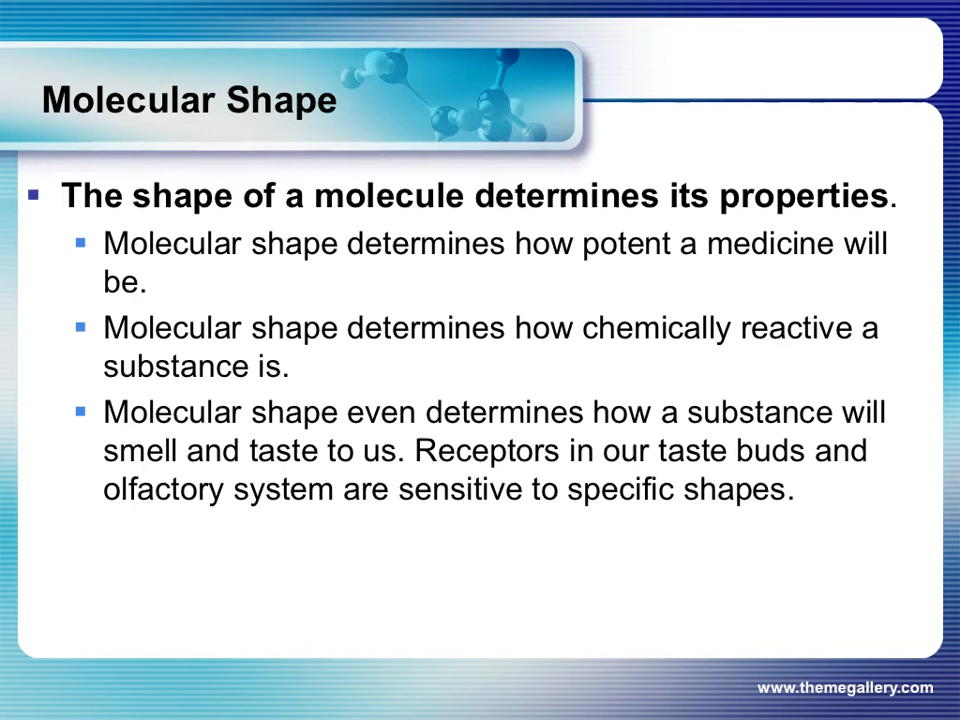 Molecular Shape
The shape of a molecule determines its properties.
Molecular shape determines how potent a medicine will
be.
Molecular shape determines how chemically reactive a
substance is.
Molecular shape even determines how a substance will
smell and taste to us. Receptors in our taste buds and
olfactory system are sensitive to specific shapes.
www.themegallery.com